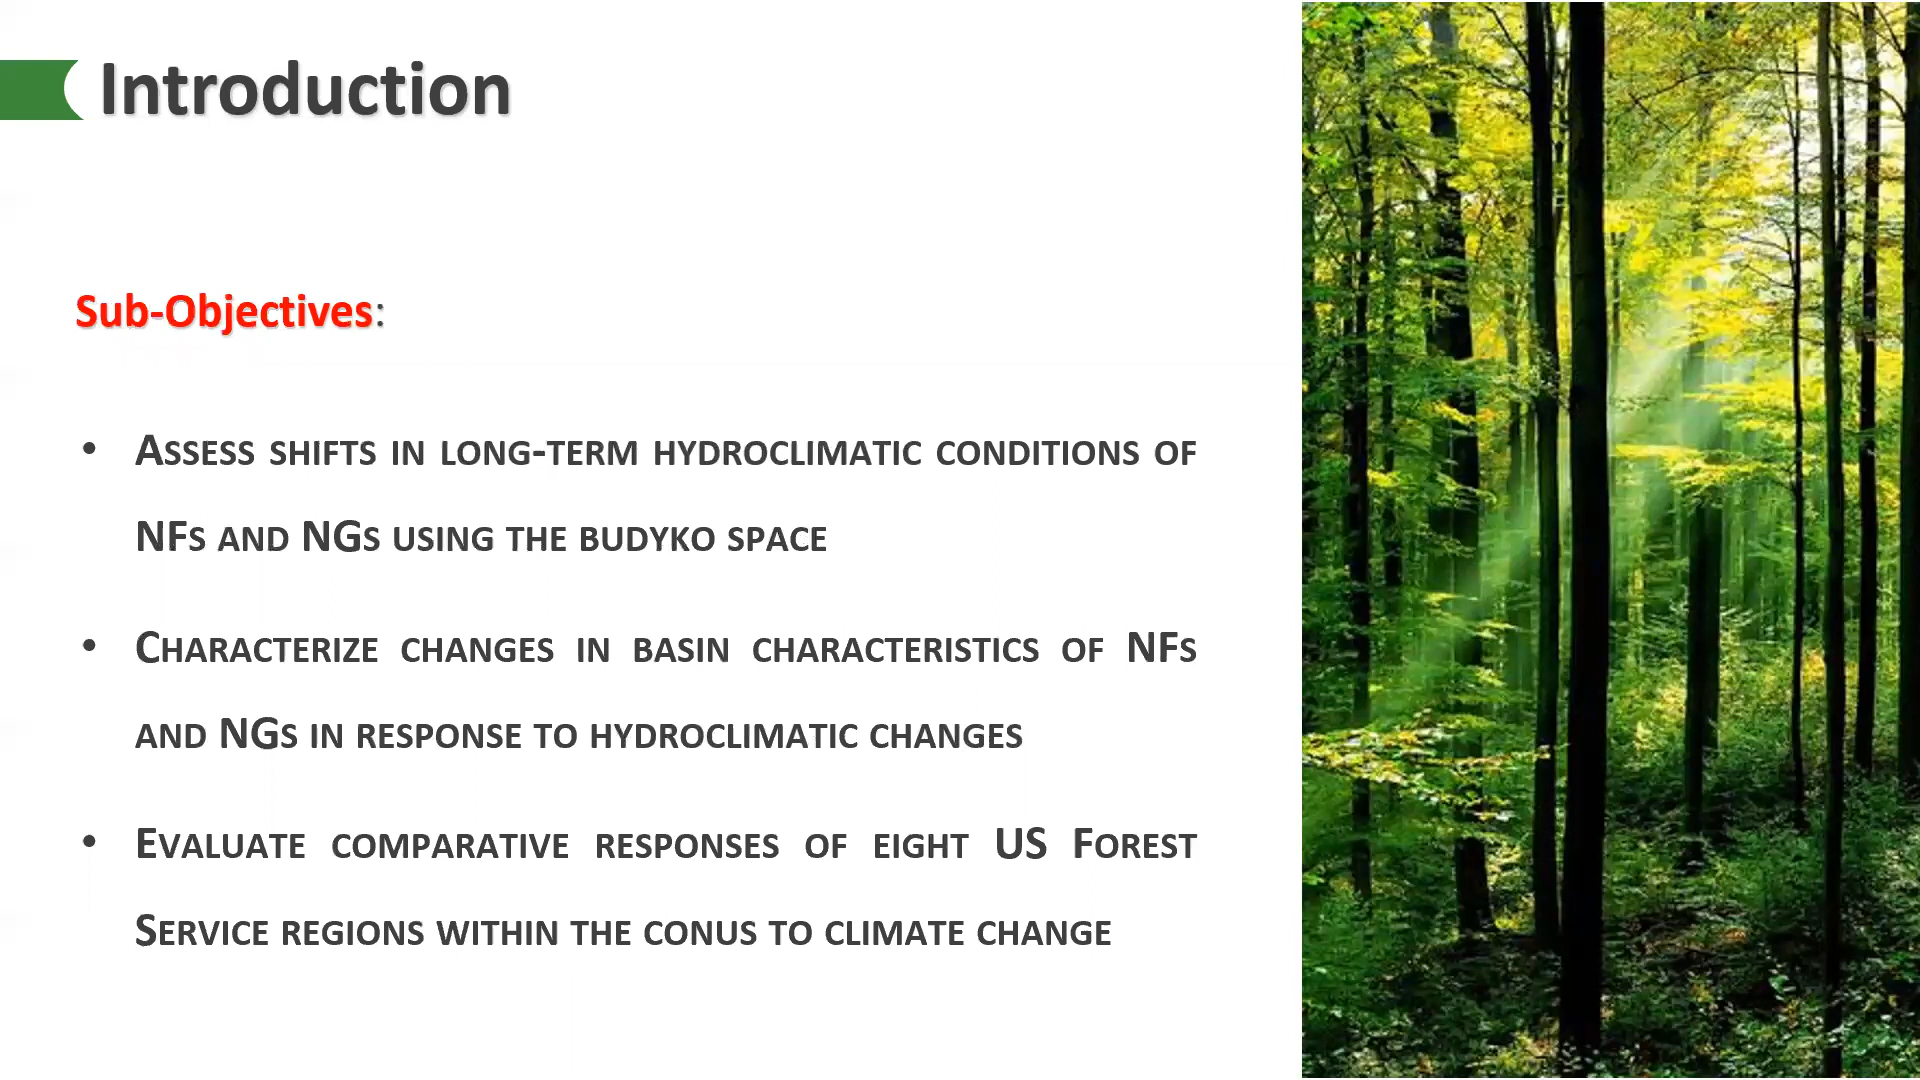 Introduction
Sub-Objectives:
• Assess shifts in long-term hydroclimatic conditions of
NFs and NGs using the budyko space
• Characterize changes in basin characteristics of NFs
and NGs in response to hydroclimatic changes
• Evaluate comparative responses of eight US Forest
Service regions within the conus to climate change